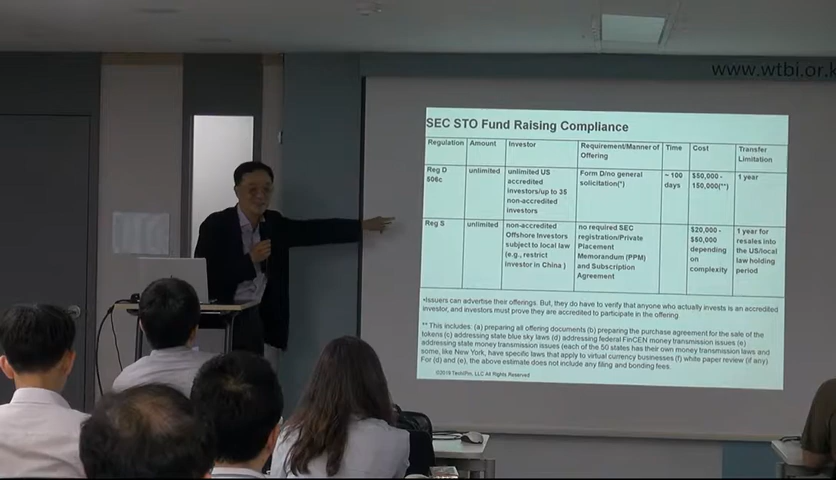 www.wtbi.or.k
SEC STO Fund Raising Compliance
Regulation Amount Investor Requirement/Manner of Offering Time Cost Transfer Limitation
Reg D 506c unlimited unlimited US accredited investors/up to 35 non-accredited investors Form D/no general solicitation(*) ~ 100 days $50,000 - 150,000(**) 1 year
Reg S unlimited non-accredited Offshore Investors subject to local law (e.g., restrict investor in China ) no required SEC registration/Private Placement Memorandum (PPM) and Subscription Agreement $20,000 - $50,000 depending on complexity 1 year for resales into the US/local law holding period
*Issuers can advertise their offerings. But, they do have to verify that anyone who actually invests is an accredited
investor, and investors must prove they are accredited to participate in the offering.
** This includes: (a) preparing all offering documents (b) preparing the purchase agreement for the sale of the
tokens (c) addressing state blue sky laws (d) addressing federal FinCEN money transmission issues (e)
addressing state money transmission issues (each of the 50 states has their own money transmission laws and
some, like New York, have specific laws that apply to virtual currency businesses (f) white paper review (if any)
For (d) and (e), the above estimate does not include any filing and bonding fees.
LLC All Rights Reserved